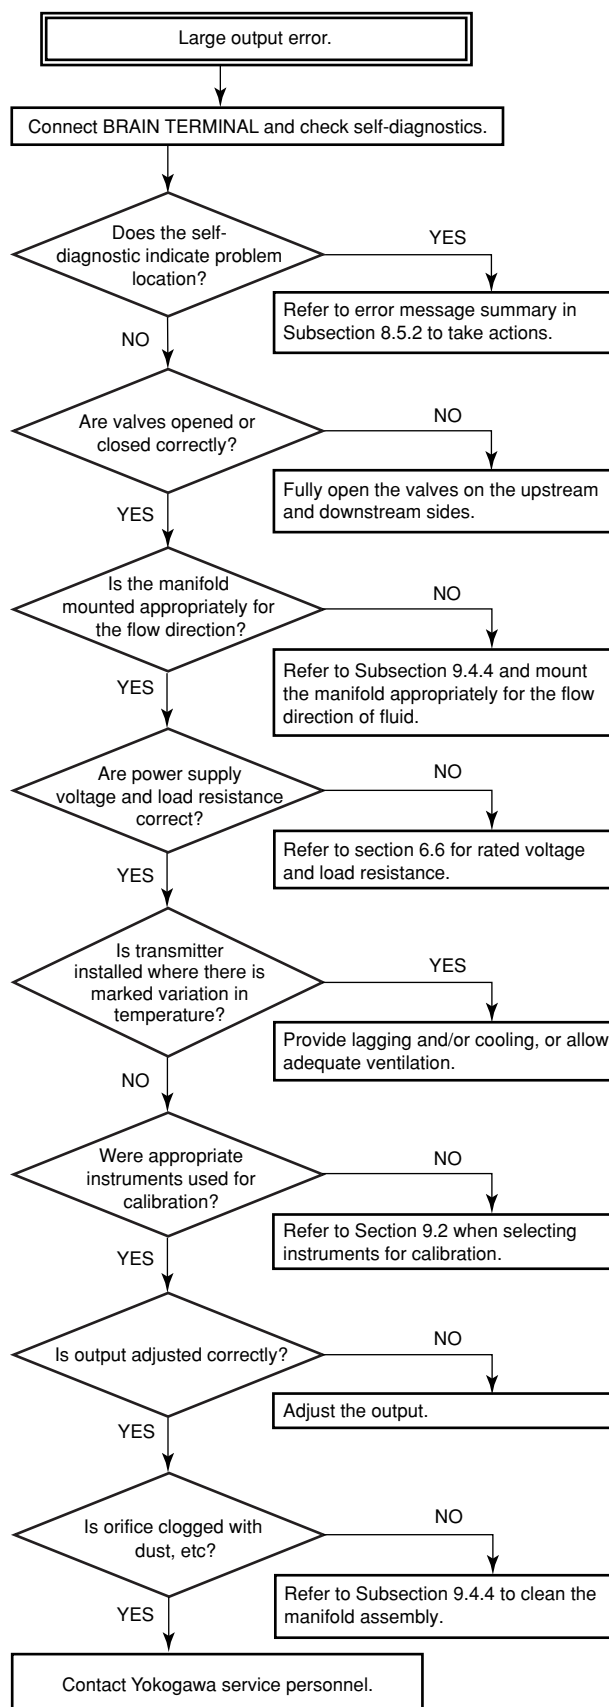 Large output error.
Connect BRAIN TERMINAL and check self-diagnostics.
Does the self-
diagnostic indicate problem
location?
YES
Refer to error message summary in
Subsection 8.5.2 to take actions.
NO
Are valves opened or
closed correctly?
NO
Fully open the valves on the upstream
and downstream sides.
YES
Is the manifold
mounted appropriately for
the flow direction?
NO
Refer to Subsection 9.4.4 and mount
the manifold appropriately for the flow
direction of fluid.
YES
Are power supply
voltage and load resistance
correct?
NO
Refer to section 6.6 for rated voltage
and load resistance.
YES
Is transmitter
installed where there is
marked variation in
temperature?
YES
Provide lagging and/or cooling, or allow
adequate ventilation.
NO
Were appropriate
instruments used for
calibration?
NO
Refer to Section 9.2 when selecting
instruments for calibration.
YES
Is output adjusted correctly?
NO
Adjust the output.
YES
Is orifice clogged with
dust, etc?
NO
Refer to Subsection 9.4.4 to clean the
manifold assembly.
YES
Contact Yokogawa service personnel.